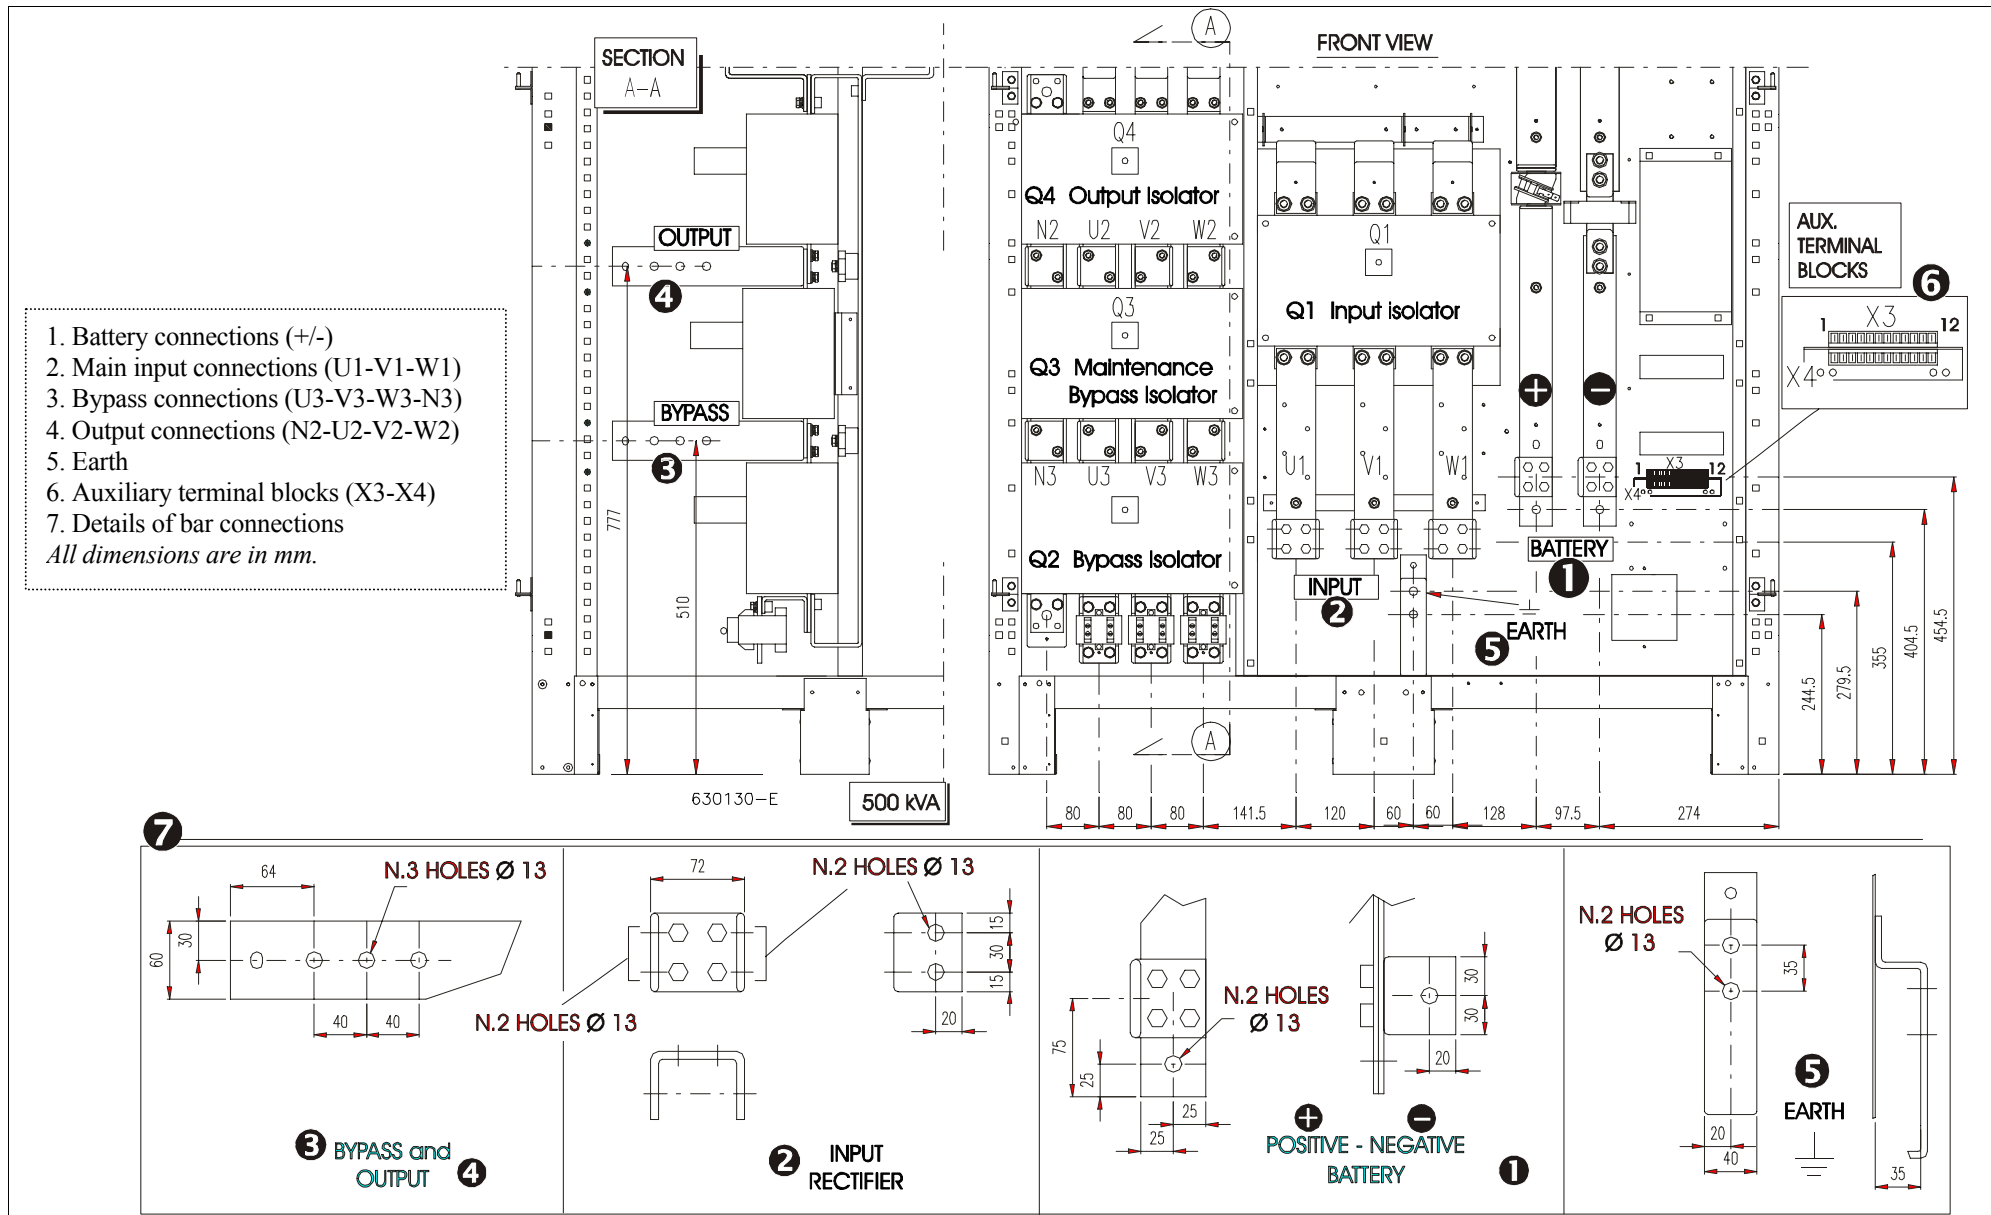 SECTION
A-A
A
FRONT VIEW
Q4
Q4 Output Isolator
N2 U2 V2 W2
OUTPUT
4
Q1
Q1 Input isolator
AUX.
TERMINAL
BLOCKS
6
X3
1 12
X4
1. Battery connections (+/-)
2. Main input connections (U1-V1-W1)
3. Bypass connections (U3-V3-W3-N3)
4. Output connections (N2-U2-V2-W2)
5. Earth
6. Auxiliary terminal blocks (X3-X4)
7. Details of bar connections
All dimensions are in mm.
Q3
Q3 Maintenance
Bypass Isolator
+ -
BYPASS
3
N3 U3 V3 W3
U1 V1 W1
1 X3 12
X4
777
510
Q2 Bypass Isolator
BATTERY
1
INPUT
2
EARTH
5
244.5
279.5
355
404.5
454.5
A
630130-E
500 kVA
80 80 80 141.5 120 60 60 128 97.5 274
7
64
N.3 HOLES Ø 13
30
60
40 40
3 BYPASS and
OUTPUT 4
72
N.2 HOLES Ø 13
15
30
15
20
N.2 HOLES Ø 13
2 INPUT
RECTIFIER
N.2 HOLES
Ø 13
75
25
25
25
30
30
20
+ -
POSITIVE - NEGATIVE
BATTERY 1
N.2 HOLES
Ø 13
35
5
EARTH
20
40
35